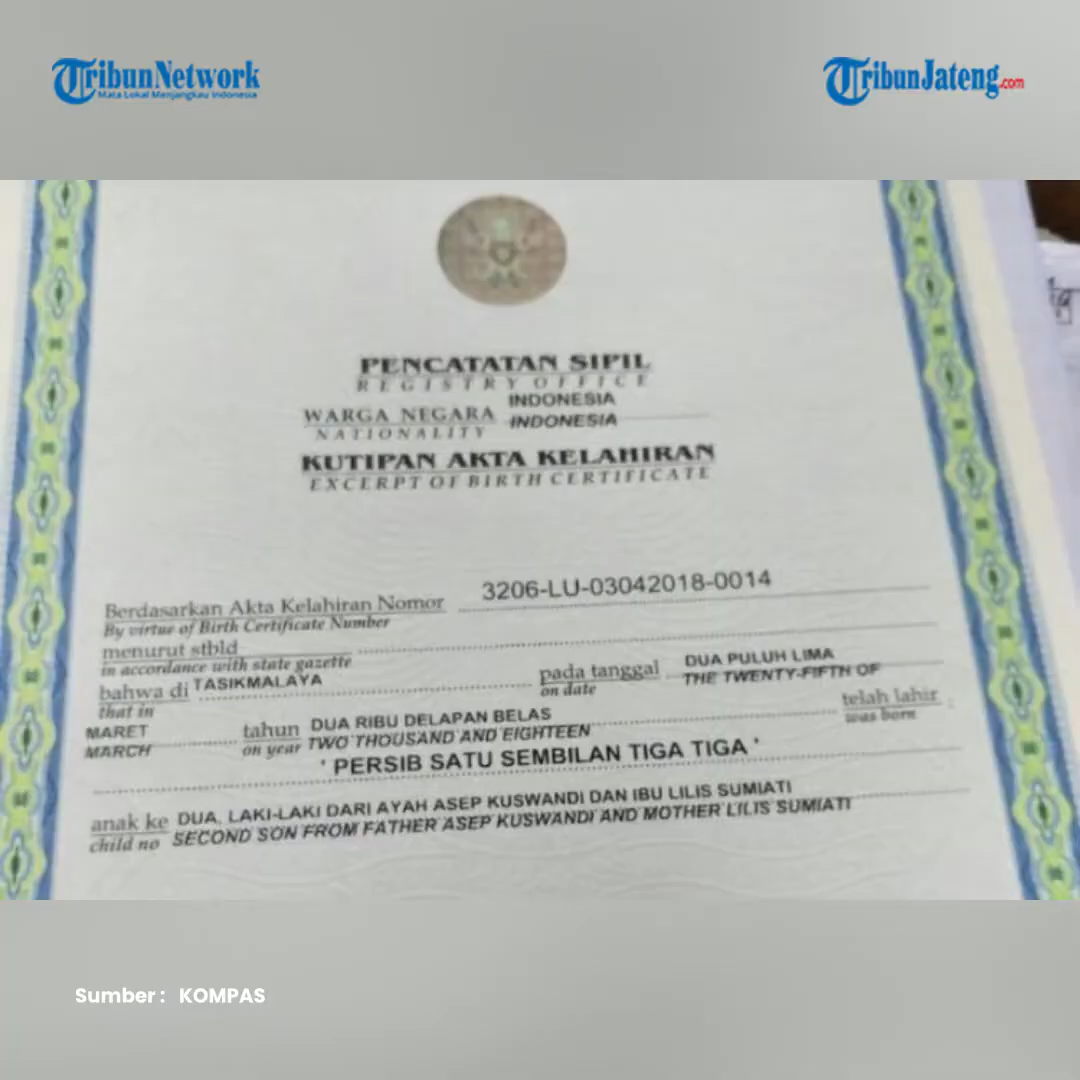 TribunNetwork
Mata Lokal Menjangkau Indonesia
TribunJateng.com
PENCATATAN SIPIL
REGISTRY OFFICE
WARGA NEGARA INDONESIA
NATIONALITY INDONESIA
KUTIPAN AKTA KELAHIRAN
EXCERPT OF BIRTH CERTIFICATE
Berdasarkan Akta Kelahiran Nomor 3206-LU-03042018-0014
By virtue of Birth Certificate Number
menurut stbld
in accordance with state gazette
bahwa di TASIKMALAYA pada tanggal DUA PULUH LIMA
that in on date THE TWENTY-FIFTH OF
MARET tahun DUA RIBU DELAPAN BELAS telah lahir
MARCH on year TWO THOUSAND AND EIGHTEEN was born
' PERSIB SATU SEMBILAN TIGA TIGA '
anak ke DUA, LAKI-LAKI DARI AYAH ASEP KUSWANDI DAN IBU LILIS SUMIATI
child no SECOND SON FROM FATHER ASEP KUSWANDI AND MOTHER LILIS SUMIATI
Sumber : KOMPAS